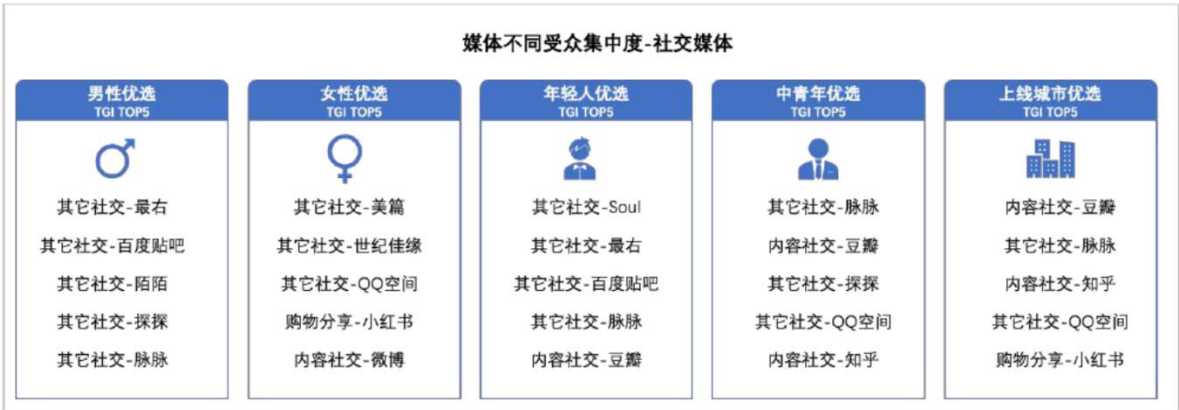 媒体不同受众集中度-社交媒体
男性优选
TGI TOP5
其它社交-最右
其它社交-百度贴吧
其它社交-陌陌
其它社交-探探
其它社交-脉脉
女性优选
TGI TOP5
其它社交-美篇
其它社交-世纪佳缘
其它社交-QQ空间
购物分享-小红书
内容社交-微博
年轻人优选
TGI TOP5
其它社交-Soul
其它社交-最右
其它社交-百度贴吧
其它社交-脉脉
内容社交-豆瓣
中青年优选
TGI TOP5
其它社交-脉脉
内容社交-豆瓣
其它社交-探探
其它社交-QQ空间
内容社交-知乎
上线城市优选
TGI TOP5
内容社交-豆瓣
其它社交-脉脉
内容社交-知乎
其它社交-QQ空间
购物分享-小红书